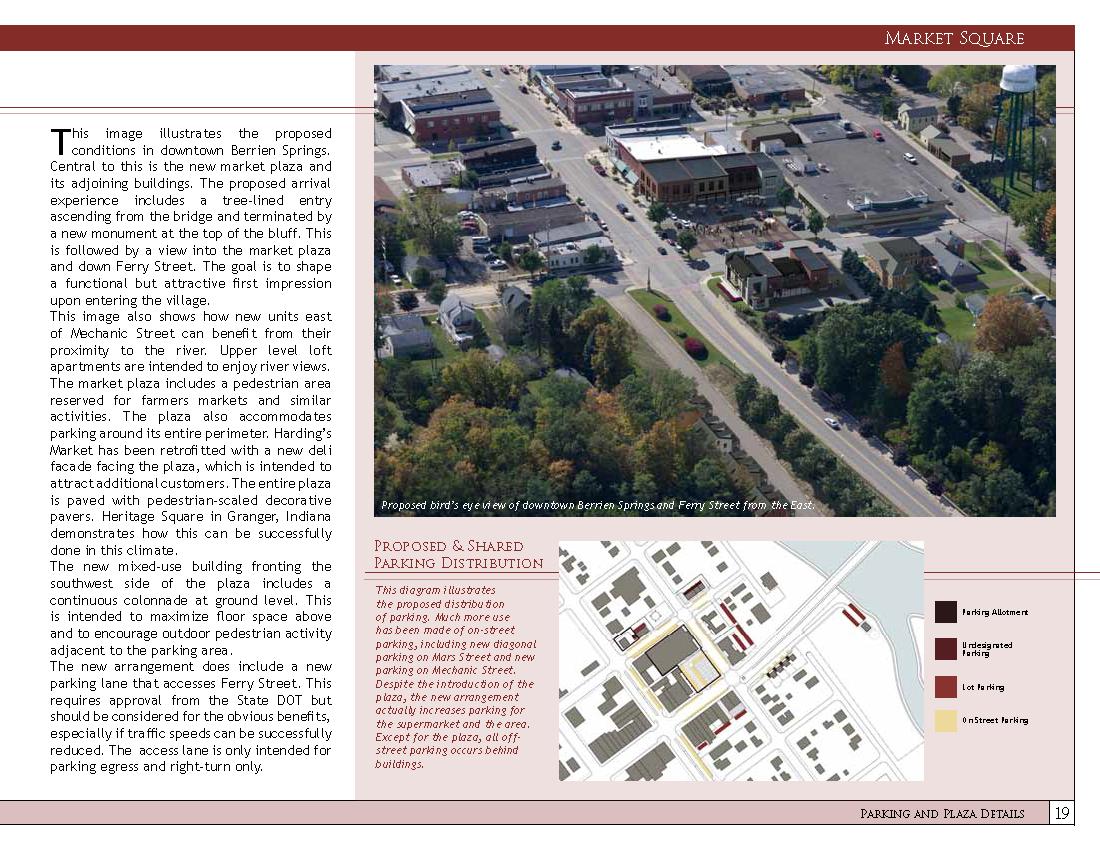 Market Square
This image illustrates the proposed
conditions in downtown Berrien Springs.
Central to this is the new market plaza and
its adjoining buildings. The proposed arrival
experience includes a tree-lined entry
ascending from the bridge and terminated by
a new monument at the top of the bluff. This
is followed by a view into the market plaza
and down Ferry Street. The goal is to shape
a functional but attractive first impression
upon entering the village.
This image also shows how new units east
of Mechanic Street can benefit from their
proximity to the river. Upper level loft
apartments are intended to enjoy river views.
The market plaza includes a pedestrian area
reserved for farmers markets and similar
activities. The plaza also accommodates
parking around its entire perimeter. Harding's
Market has been retrofitted with a new deli
facade facing the plaza, which is intended to
attract additional customers. The entire plaza
is paved with pedestrian-scaled decorative
pavers. Heritage Square in Granger, Indiana
demonstrates how this can be successfully
done in this climate.
The new mixed-use building fronting the
southwest side of the plaza includes a
continuous colonnade at ground level. This
is intended to maximize floor space above
and to encourage outdoor pedestrian activity
adjacent to the parking area.
The new arrangement does include a new
parking lane that accesses Ferry Street. This
requires approval from the State DOT but
should be considered for the obvious benefits,
especially if traffic speeds can be successfully
reduced. The access lane is only intended for
parking egress and right-turn only.
Proposed bird's eye view of downtown Berrien Springs and Ferry Street from the East.
Proposed & Shared
Parking Distribution
This diagram illustrates
the proposed distribution
of parking. Much more use
has been made of on-street
parking, including new diagonal
parking on Mars Street and new
parking on Mechanic Street.
Despite the introduction of the
plaza, the new arrangement
actually increases parking for
the supermarket and the area.
Except for the plaza, all off-
street parking occurs behind
buildings.
Parking Allotment
Undesignated
Parking
Lot Parking
On Street Parking
Parking and Plaza Details
19